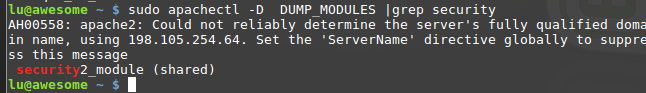 lu@awesome ~ $ sudo apachectl -D  DUMP_MODULES |grep security
AH00558: apache2: Could not reliably determine the server's fully qualified doma
in name, using 198.105.254.64. Set the 'ServerName' directive globally to suppre
ss this message
 security2_module (shared)
lu@awesome ~ $